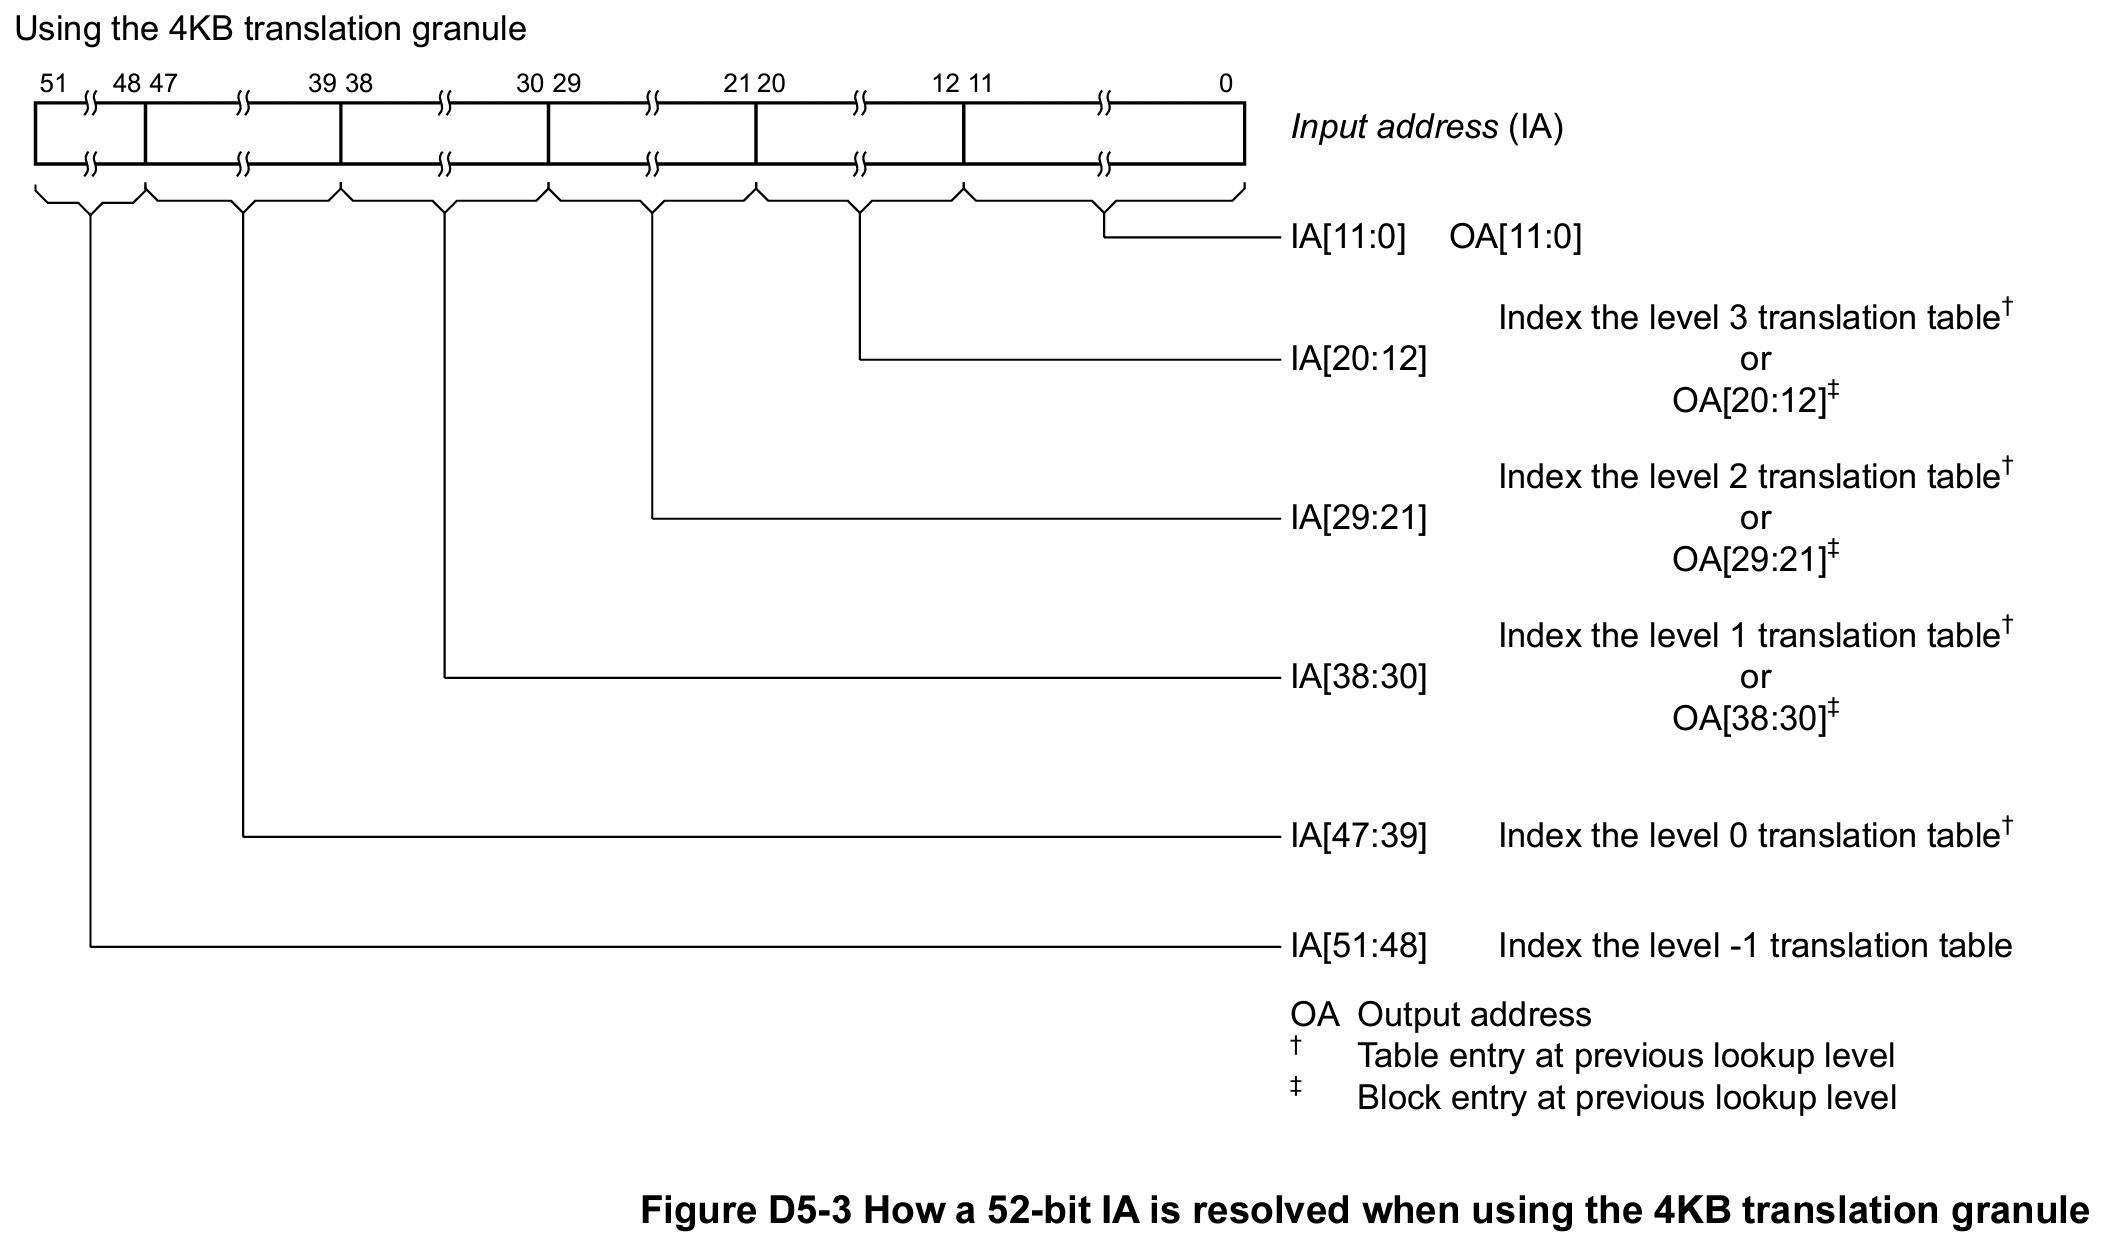 Using the 4KB translation granule
51 48 47 39 38 30 29 21 20 12 11 0
Input address (IA)
IA[11:0] OA[11:0]
Index the level 3 translation table†
IA[20:12] or
OA[20:12]‡
Index the level 2 translation table†
IA[29:21] or
OA[29:21]‡
Index the level 1 translation table†
IA[38:30] or
OA[38:30]‡
IA[47:39] Index the level 0 translation table†
IA[51:48] Index the level -1 translation table
OA Output address
† Table entry at previous lookup level
‡ Block entry at previous lookup level
Figure D5-3 How a 52-bit IA is resolved when using the 4KB translation granule